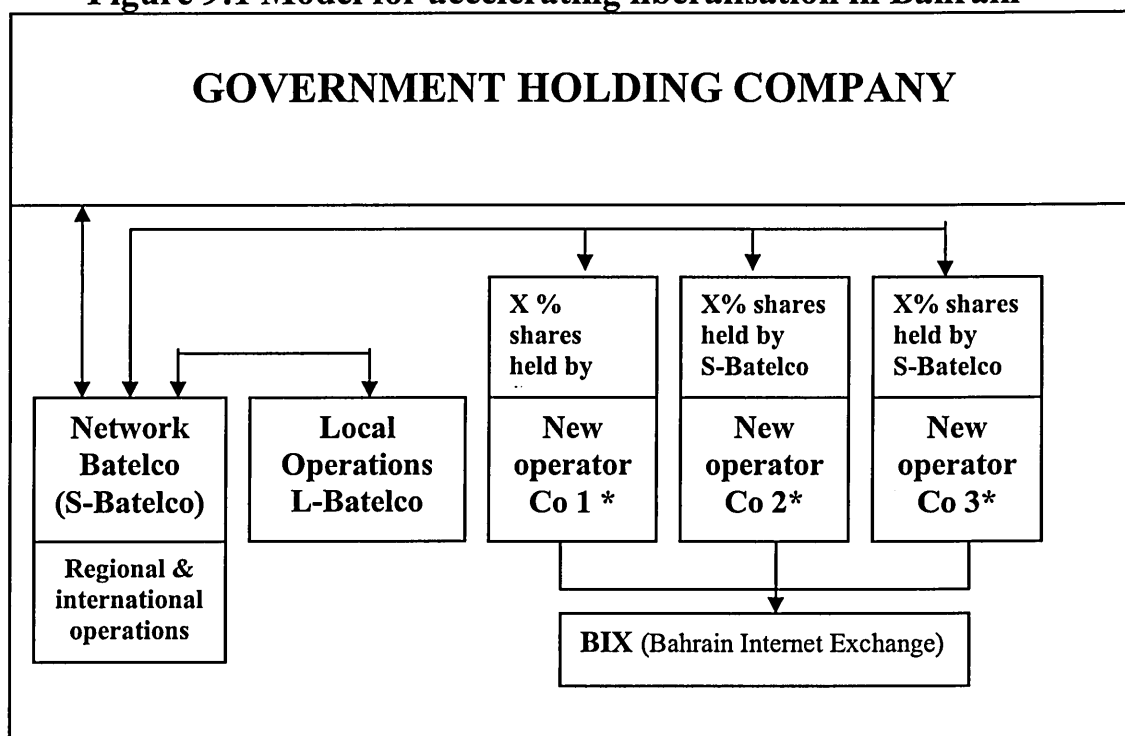 Figure 9.1 Model for accelerating liberalisation in Bahrain
GOVERNMENT HOLDING COMPANY
X %
shares
held by
X% shares
held by
S-Batelco
X% shares
held by
S-Batelco
Network
Batelco
(S-Batelco)
Local
Operations
L-Batelco
New
operator
Co 1 *
New
operator
Co 2*
New
operator
Co 3*
Regional &
international
operations
BIX (Bahrain Internet Exchange)